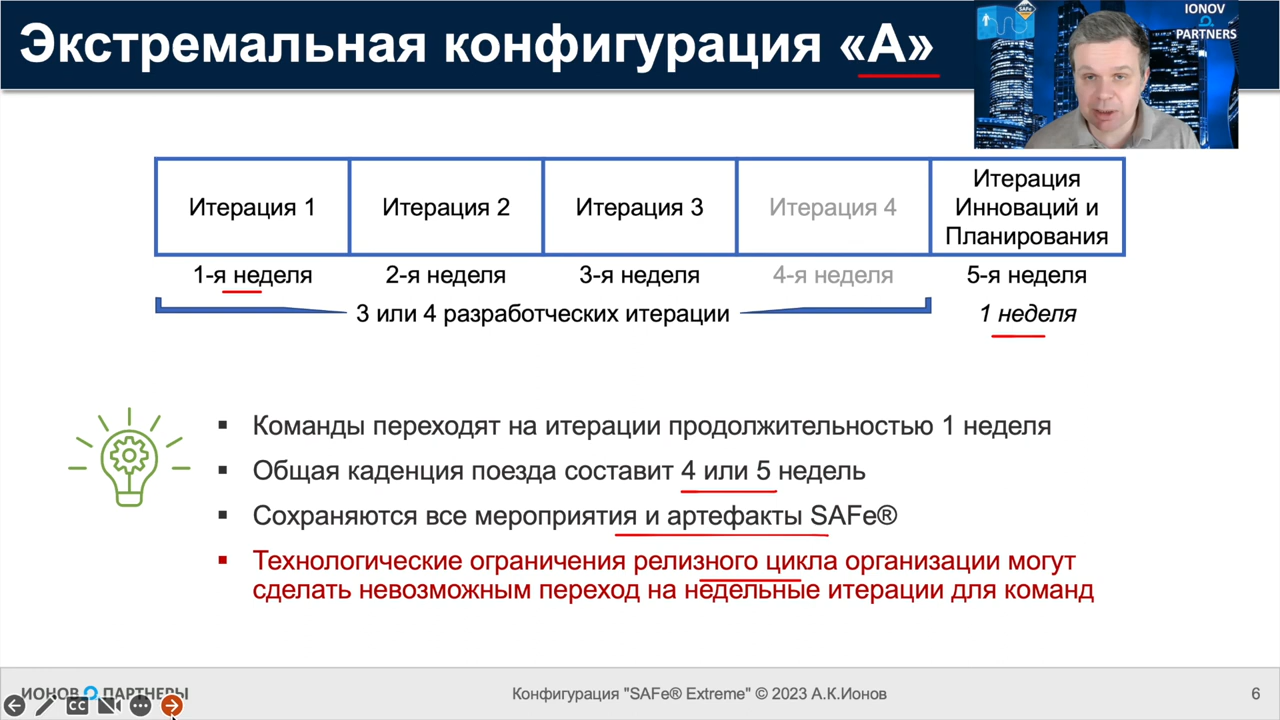 Экстремальная конфигурация «А»
SAFe
IONOV
PARTNERS
Итерация 1
Итерация 2
Итерация 3
Итерация 4
Итерация
Инноваций и
Планирования
1-я неделя
2-я неделя
3-я неделя
4-я неделя
5-я неделя
3 или 4 разработческих итерации
1 неделя
▪ Команды переходят на итерации продолжительностью 1 неделя
▪ Общая каденция поезда составит 4 или 5 недель
▪ Сохраняются все мероприятия и артефакты SAFe®
▪ Технологические ограничения релизного цикла организации могут
сделать невозможным переход на недельные итерации для команд
ИОНОВ ПАРТНЕРЫ
CC
Конфигурация "SAFe® Extreme" © 2023 А.К.Ионов
6